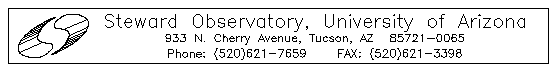 Steward Observatory, University of Arizona
933 N. Cherry Avenue, Tucson, AZ 85721-0065
Phone: (520)621-7659 FAX: (520)621-3398